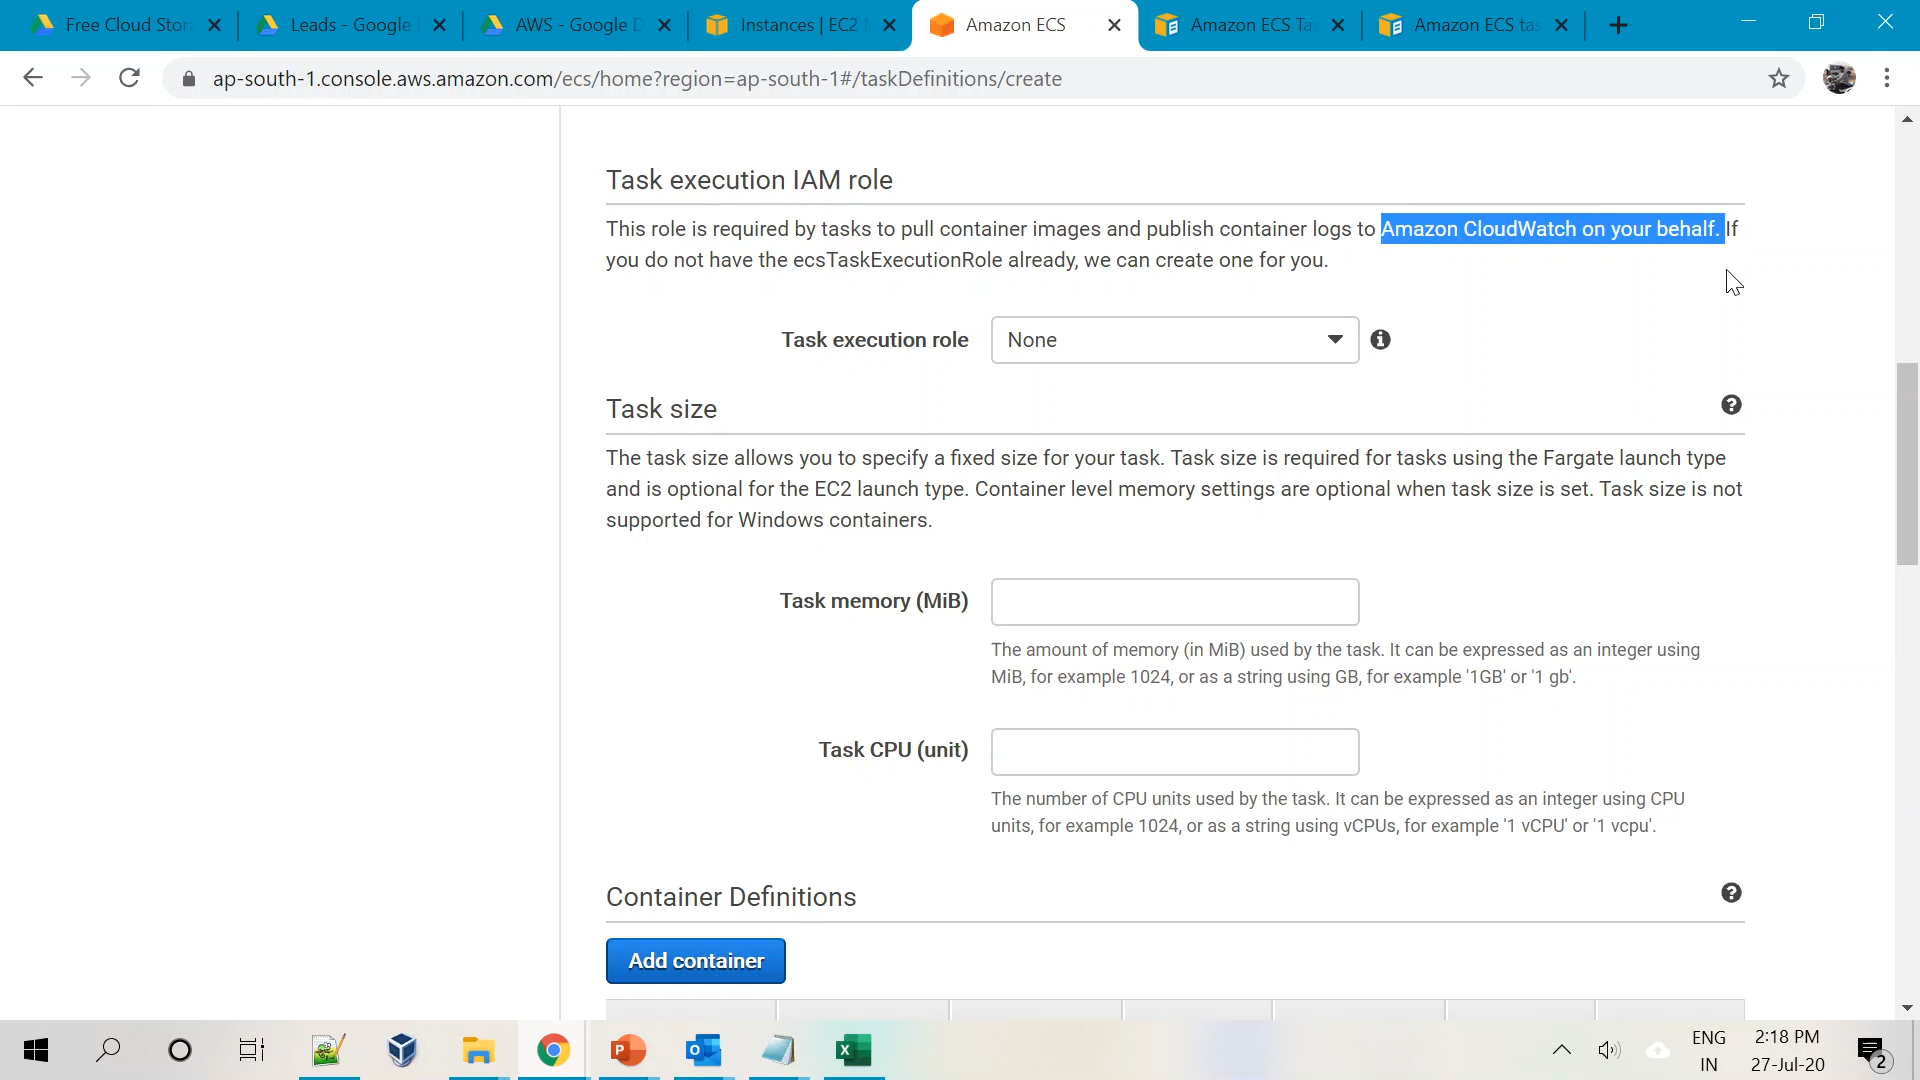 Free Cloud Stor
Leads - Google
AWS - Google D
Instances | EC2 M
Amazon ECS
Amazon ECS Ta
Amazon ECS tas
ap-south-1.console.aws.amazon.com/ecs/home?region=ap-south-1#/taskDefinitions/create
Task execution IAM role
This role is required by tasks to pull container images and publish container logs to Amazon CloudWatch on your behalf. If
you do not have the ecsTaskExecutionRole already, we can create one for you.
Task execution role
None
Task size
The task size allows you to specify a fixed size for your task. Task size is required for tasks using the Fargate launch type
and is optional for the EC2 launch type. Container level memory settings are optional when task size is set. Task size is not
supported for Windows containers.
Task memory (MiB)
The amount of memory (in MiB) used by the task. It can be expressed as an integer using
MiB, for example 1024, or as a string using GB, for example '1GB' or '1 gb'.
Task CPU (unit)
The number of CPU units used by the task. It can be expressed as an integer using CPU
units, for example 1024, or as a string using vCPUs, for example '1 vCPU' or '1 vcpu'.
Container Definitions
Add container
ENG
IN
2:18 PM
27-Jul-20
2